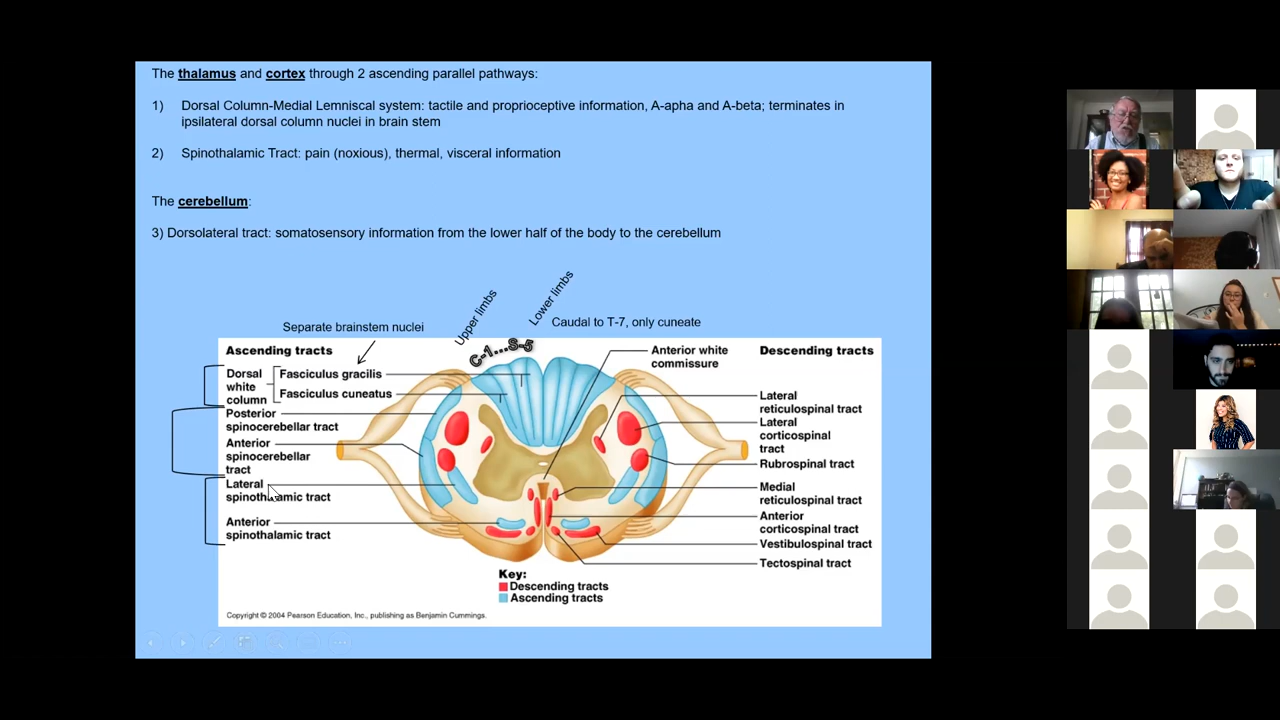 The thalamus and cortex through 2 ascending parallel pathways:
1) Dorsal Column-Medial Lemniscal system: tactile and proprioceptive information, A-apha and A-beta; terminates in
ipsilateral dorsal column nuclei in brain stem
2) Spinothalamic Tract: pain (noxious), thermal, visceral information
The cerebellum:
3) Dorsolateral tract: somatosensory information from the lower half of the body to the cerebellum
Separate brainstem nuclei
Upper limbs
Lower limbs
Caudal to T-7, only cuneate
C-1...S-5
Ascending tracts
Dorsal
white
column
Fasciculus gracilis
Fasciculus cuneatus
Posterior
spinocerebellar tract
Anterior
spinocerebellar
tract
Lateral
spinothalamic tract
Anterior
spinothalamic tract
Anterior white
commissure
Descending tracts
Lateral
reticulospinal tract
Lateral
corticospinal
tract
Rubrospinal tract
Medial
reticulospinal tract
Anterior
corticospinal tract
Vestibulospinal tract
Tectospinal tract
Key:
Descending tracts
Ascending tracts
Copyright © 2004 Pearson Education, Inc., publishing as Benjamin Cummings.